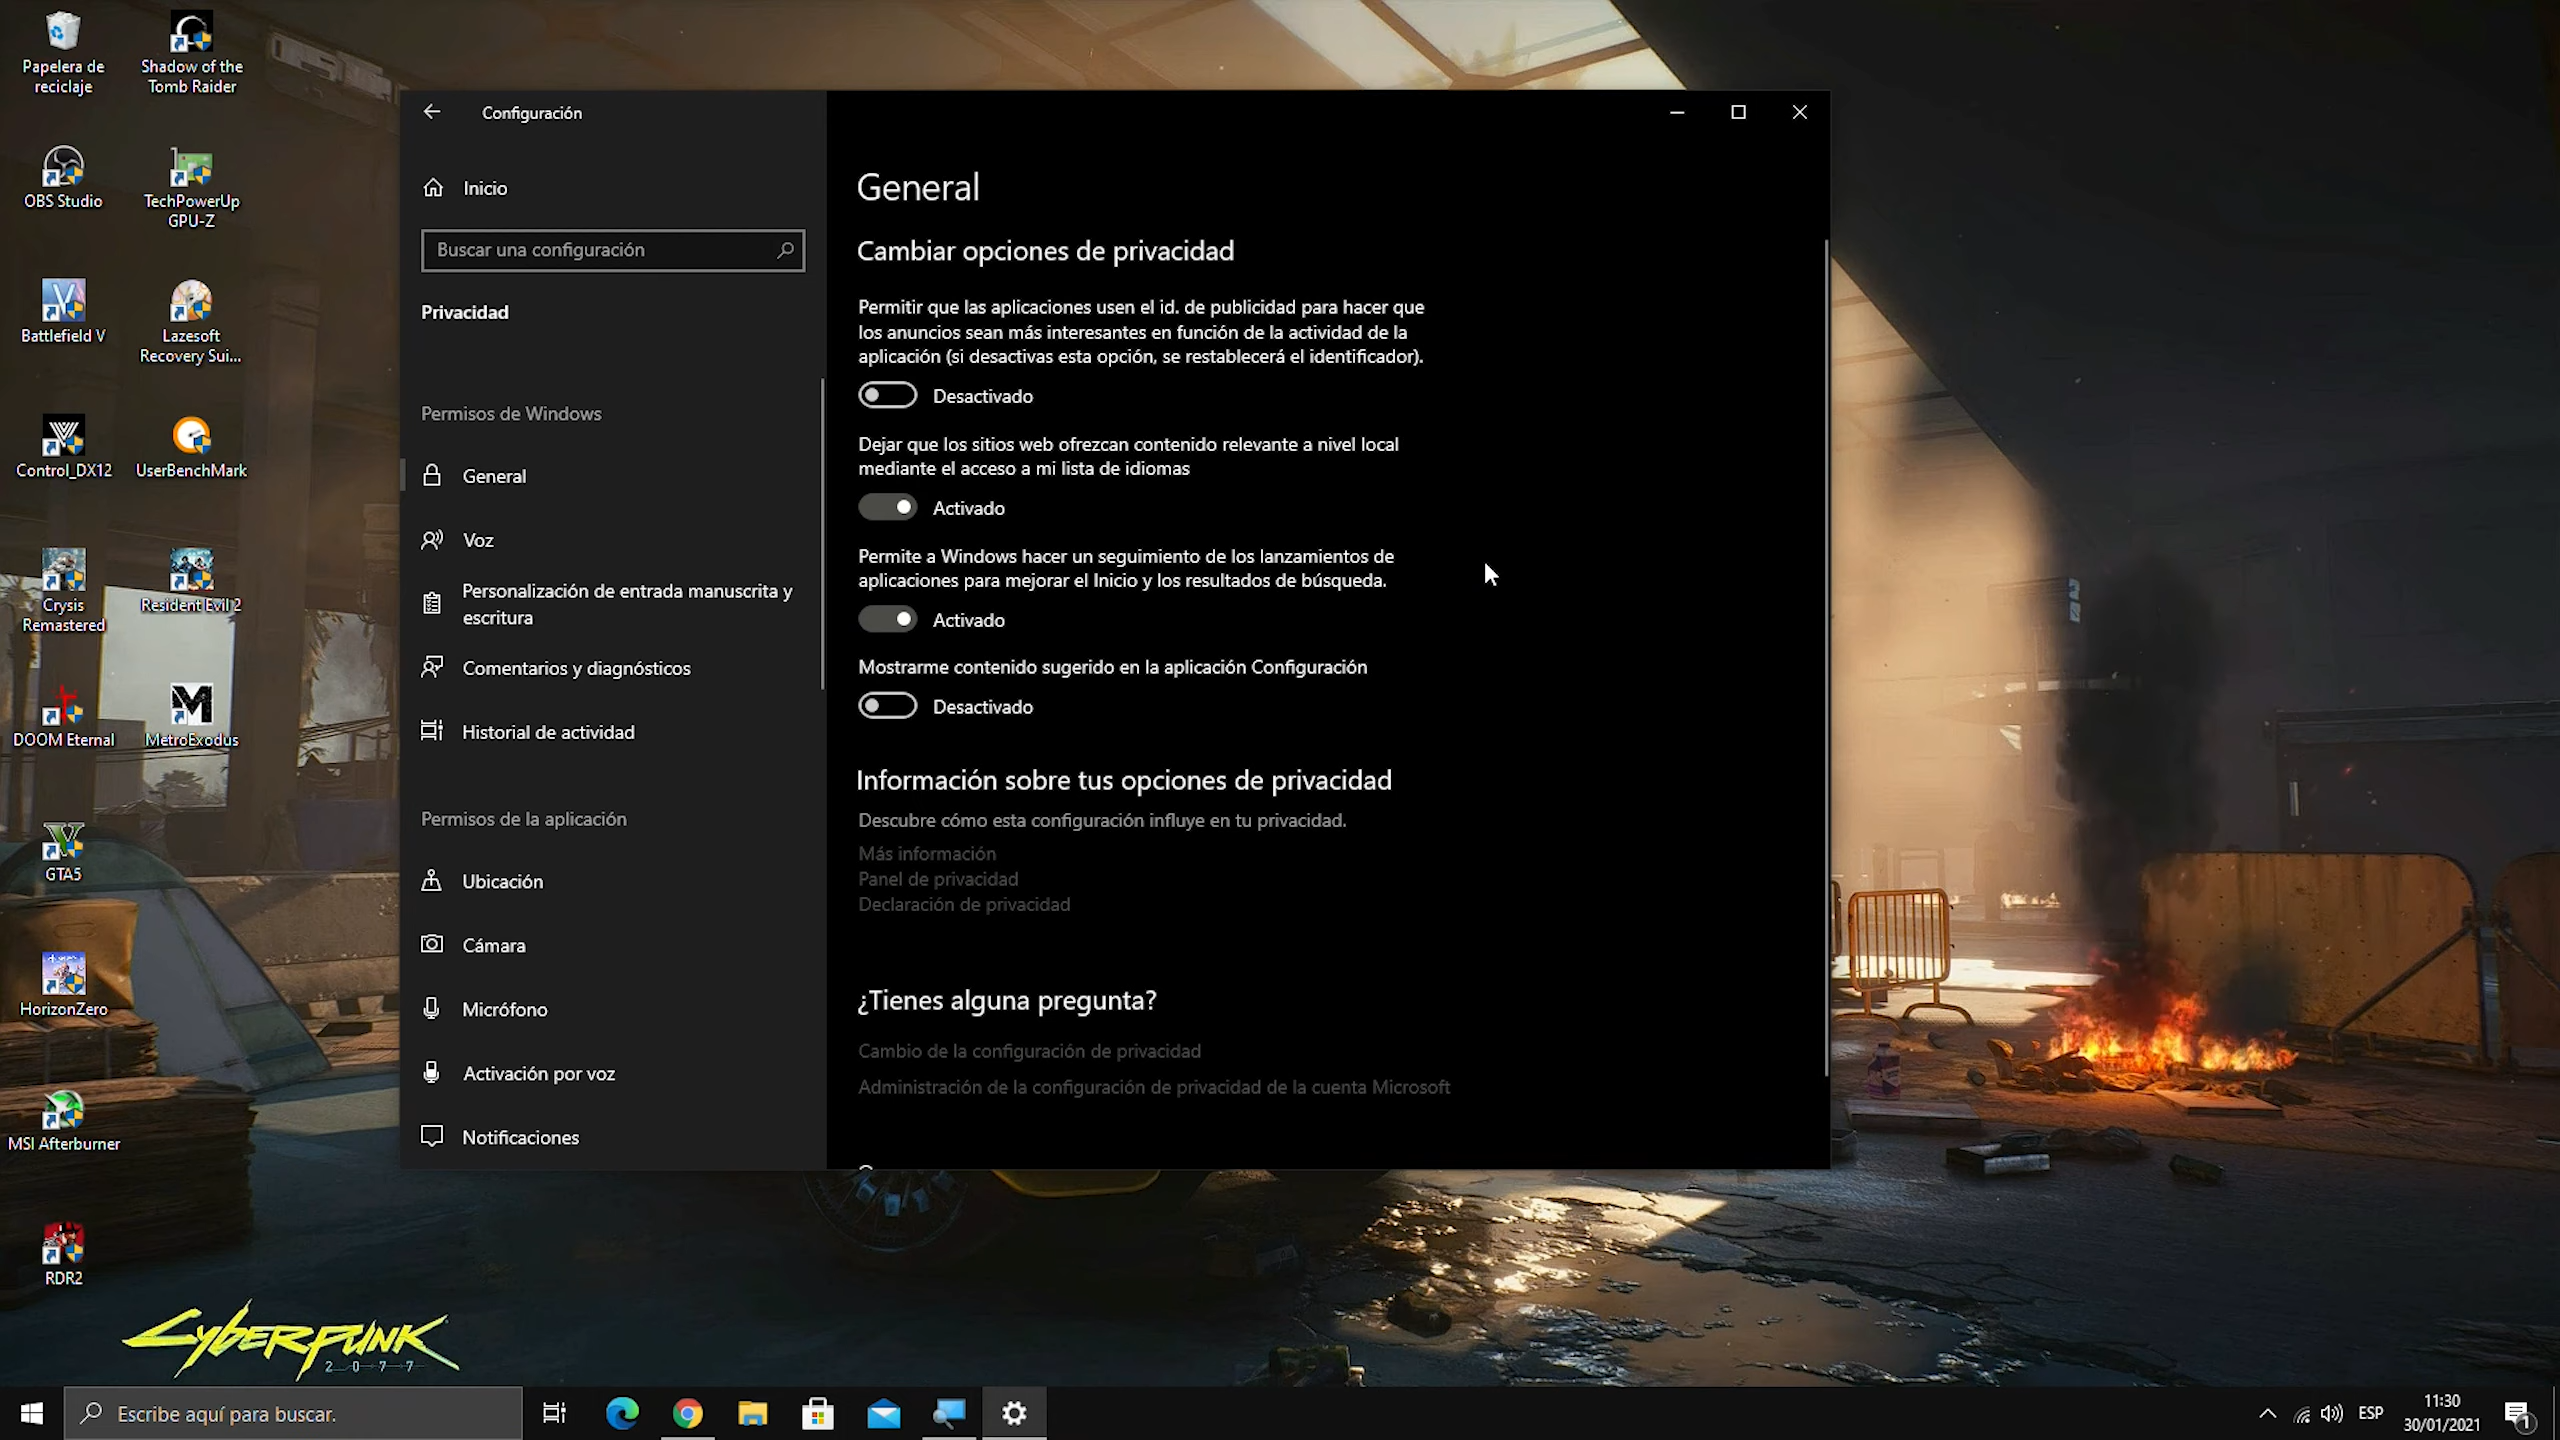 Papelera de
reciclaje
Shadow of the
Tomb Raider
OBS Studio
TechPowerUp
GPU-Z
Battlefield V
Lazesoft
Recovery Sui...
Control_DX12
UserBenchMark
Crysis
Remastered
Resident Evil 2
DOOM Eternal
MetroExodus
GTA5
HorizonZero
MSI Afterburner
RDR2
CYBERPUNK
2077
Configuración
Inicio
Buscar una configuración
Privacidad
Permisos de Windows
General
Voz
Personalización de entrada manuscrita y
escritura
Comentarios y diagnósticos
Historial de actividad
Permisos de la aplicación
Ubicación
Cámara
Micrófono
Activación por voz
Notificaciones
General
Cambiar opciones de privacidad
Permitir que las aplicaciones usen el id. de publicidad para hacer que
los anuncios sean más interesantes en función de la actividad de la
aplicación (si desactivas esta opción, se restablecerá el identificador).
Desactivado
Dejar que los sitios web ofrezcan contenido relevante a nivel local
mediante el acceso a mi lista de idiomas
Activado
Permite a Windows hacer un seguimiento de los lanzamientos de
aplicaciones para mejorar el Inicio y los resultados de búsqueda.
Activado
Mostrarme contenido sugerido en la aplicación Configuración
Desactivado
Información sobre tus opciones de privacidad
Descubre cómo esta configuración influye en tu privacidad.
Más información
Panel de privacidad
Declaración de privacidad
¿Tienes alguna pregunta?
Cambio de la configuración de privacidad
Administración de la configuración de privacidad de la cuenta Microsoft
Escribe aquí para buscar.
ESP
11:30
30/01/2021
1